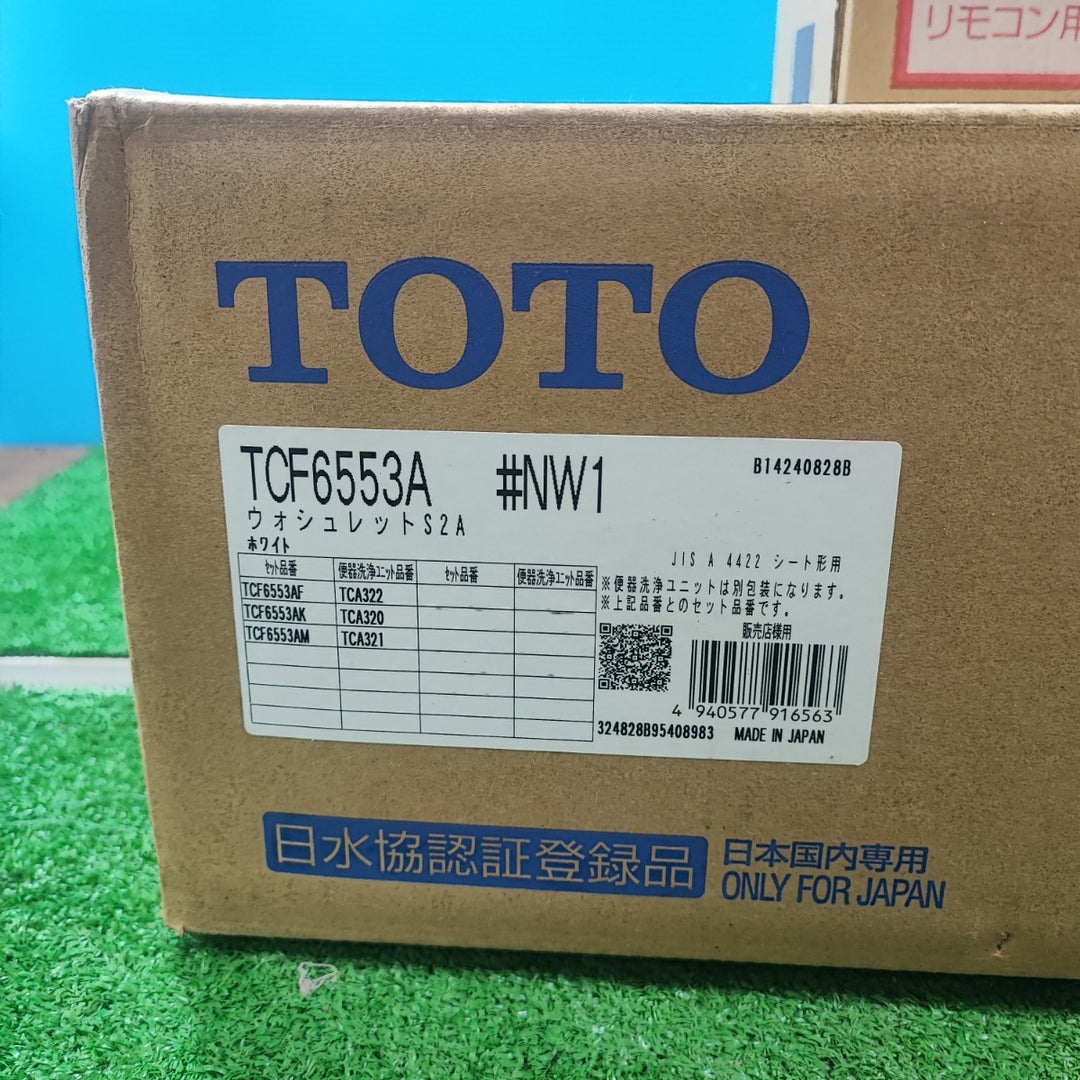 リモコン用
TOTO
TCF6553A #NW1 B14240828B
ウォシュレットS2A
ホワイト
JIS A 4422 シート形用
セット品番 便器洗浄ユニット品番 セット品番 便器洗浄ユニット品番
TCF6553AF TCA322
TCF6553AK TCA320
TCF6553AM TCA321
※便器洗浄ユニットは別包装になります。
※上記品番とのセット品番です。
販売店様用
4 940577 916563
324828B95408983 MADE IN JAPAN
日水協認証登録品
日本国内専用
ONLY FOR JAPAN